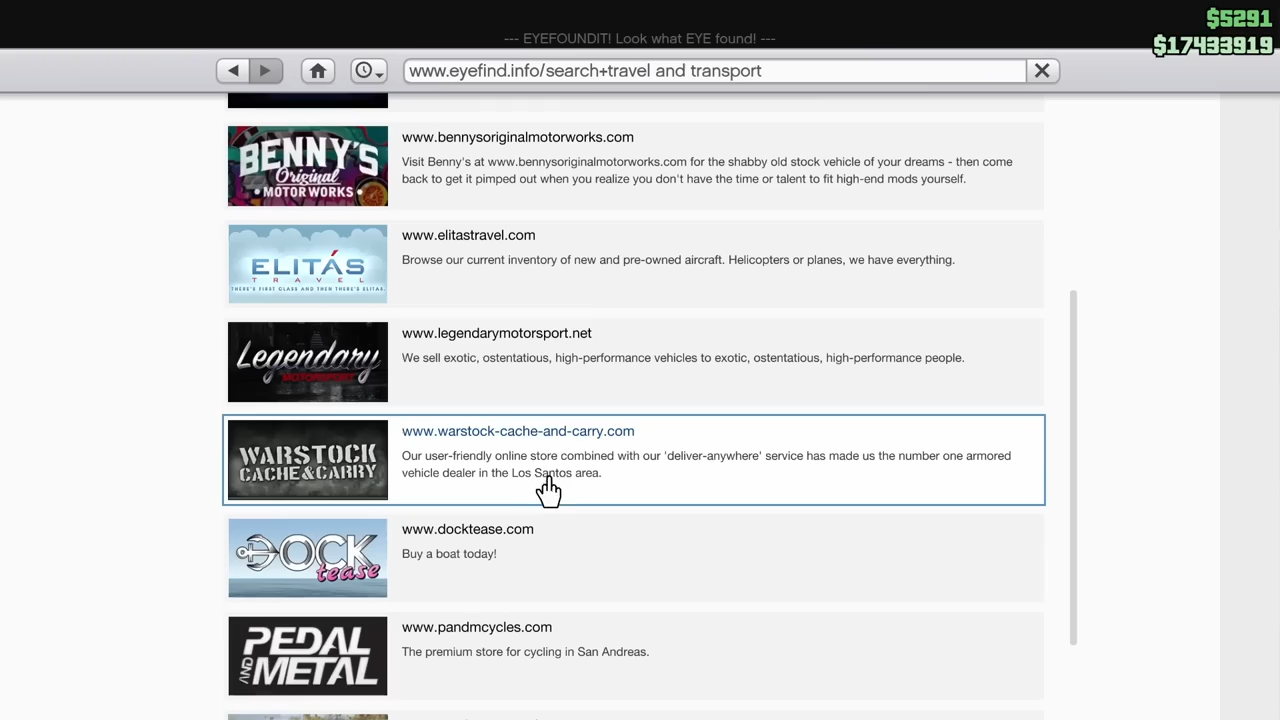 $5291
--- EYEFOUNDIT! Look what EYE found! ---
$17433919
www.eyefind.info/search+travel and transport
BENNY'S
Original
MOTOR WORKS
www.bennysoriginalmotorworks.com
Visit Benny's at www.bennysoriginalmotorworks.com for the shabby old stock vehicle of your dreams - then come
back to get it pimped out when you realize you don't have the time or talent to fit high-end mods yourself.
ELITÁS
TRAVEL
THERE'S FIRST CLASS AND THEN THERE'S ELITAS.
www.elitastravel.com
Browse our current inventory of new and pre-owned aircraft. Helicopters or planes, we have everything.
Legendary
MOTORSPORT
www.legendarymotorsport.net
We sell exotic, ostentatious, high-performance vehicles to exotic, ostentatious, high-performance people.
WARSTOCK
CACHE & CARRY
www.warstock-cache-and-carry.com
Our user-friendly online store combined with our 'deliver-anywhere' service has made us the number one armored
vehicle dealer in the Los Santos area.
DOCK
tease
www.docktease.com
Buy a boat today!
PEDAL
AND METAL
www.pandmcycles.com
The premium store for cycling in San Andreas.